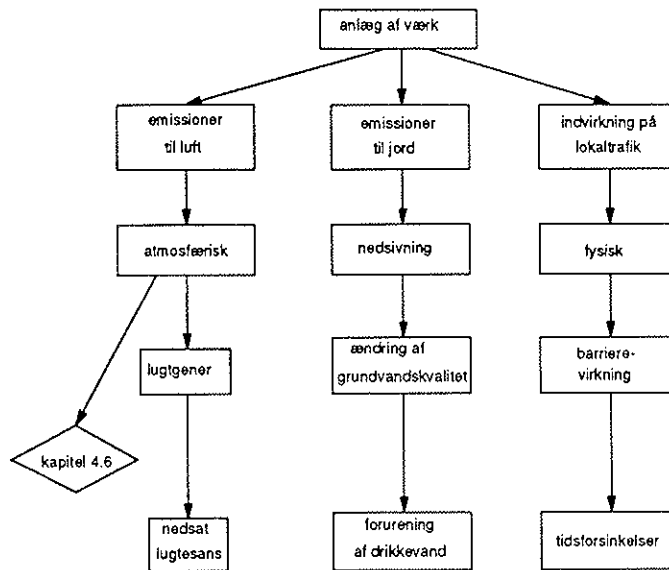 anlæg af værk
emissioner
til luft
emissioner
til jord
indvirkning på
lokaltrafik
atmosfærisk
nedsivning
fysisk
lugtgener
ændring af
grundvandskvalitet
barriere-
virkning
kapitel 4.6
nedsat
lugtesans
forurening
af drikkevand
tidsforsinkelser